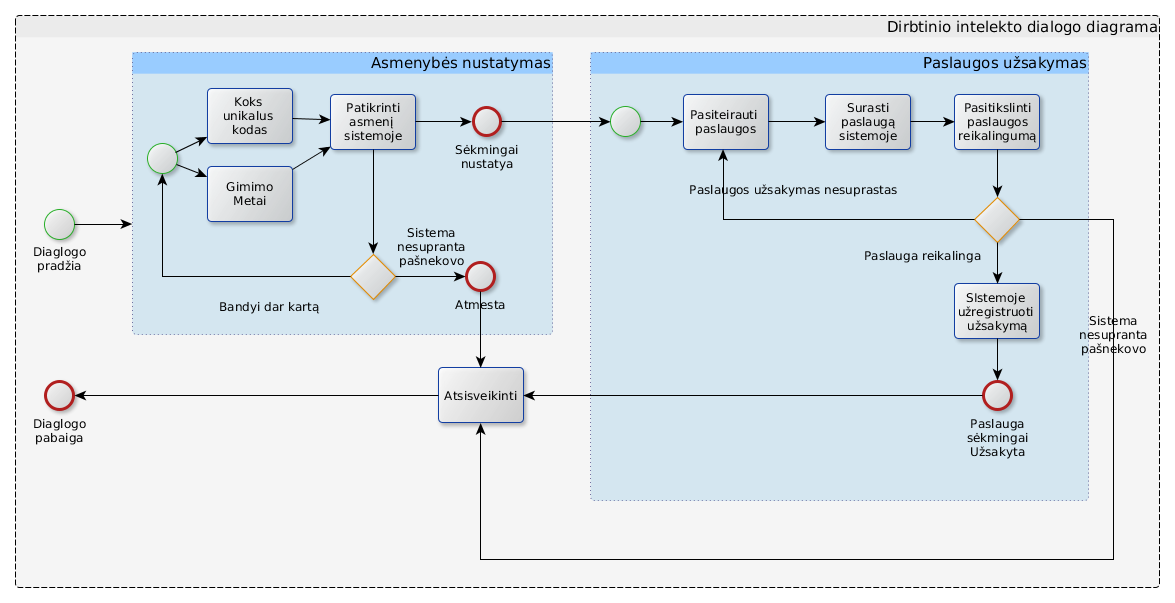 Dirbtinio intelekto dialogo diagrama
Asmenybės nustatymas
Paslaugos užsakymas
Koks
unikalus
kodas
Patikrinti
asmenį
sistemoje
Sėkmingai
nustatya
Gimimo
Metai
Pasiteirauti
paslaugos
Surasti
paslaugą
sistemoje
Pasitikslinti
paslaugos
reikalingumą
Paslaugos užsakymas nesuprastas
Diaglogo
pradžia
Sistema
nesupranta
pašnekovo
Bandyi dar kartą
Atmesta
Paslauga reikalinga
SIstemoje
užregistruoti
užsakymą
Sistema
nesupranta
pašnekovo
Atsisveikinti
Diaglogo
pabaiga
Paslauga
sėkmingai
Užsakyta